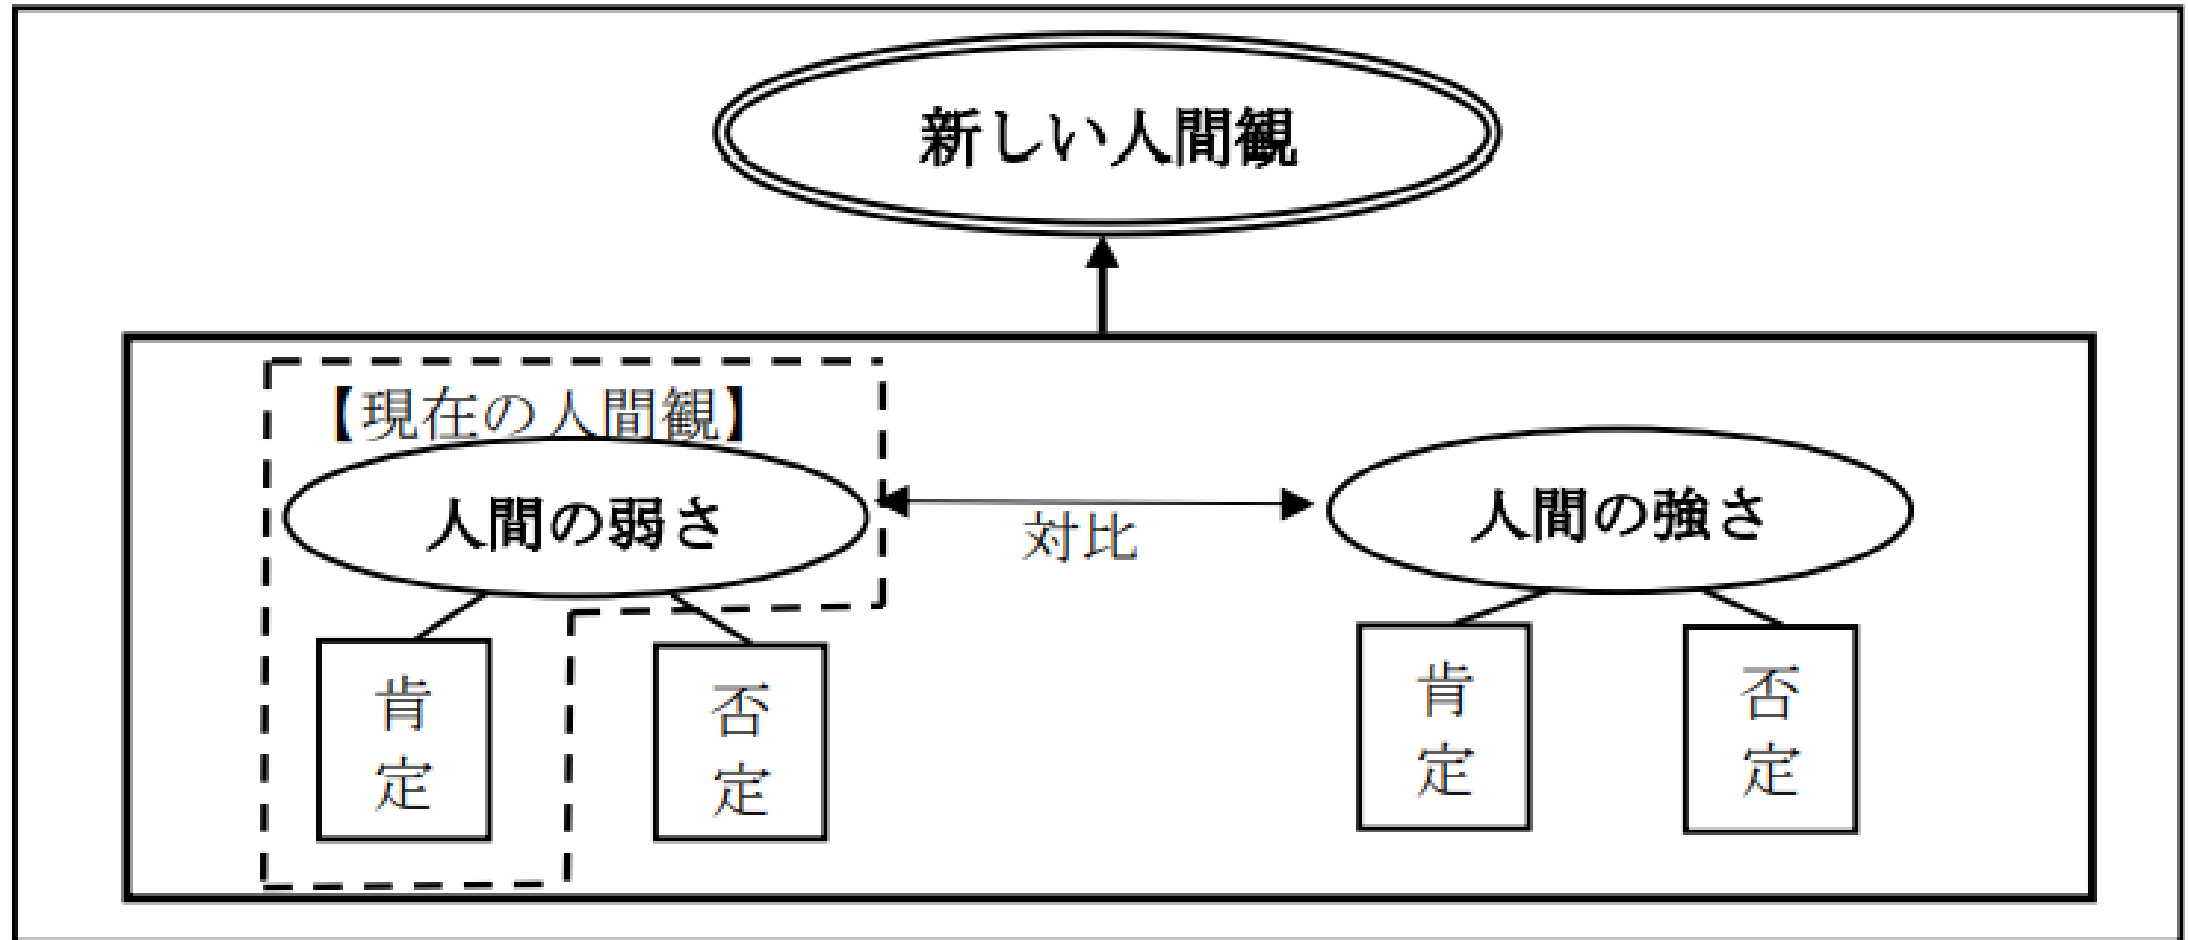 新しい人間観
【現在の人間観】
人間の弱さ
対比
人間の強さ
肯定
否定
肯定
否定